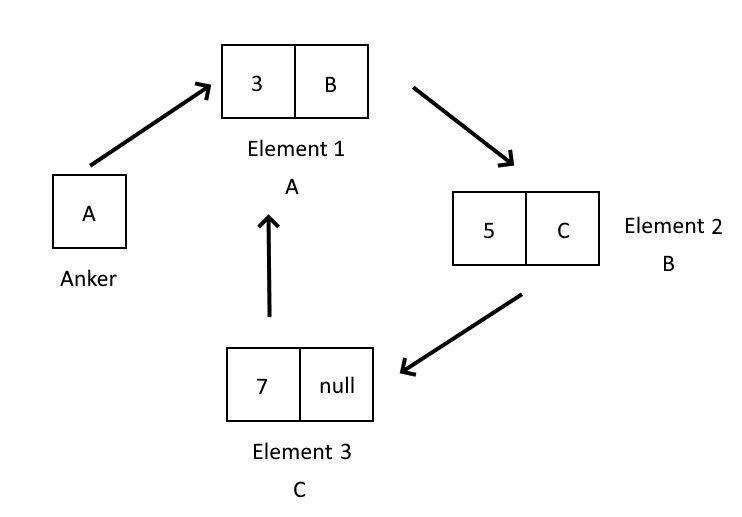 3 B
Element 1
A
A
Anker
5 C
Element 2
B
7 null
Element 3
C